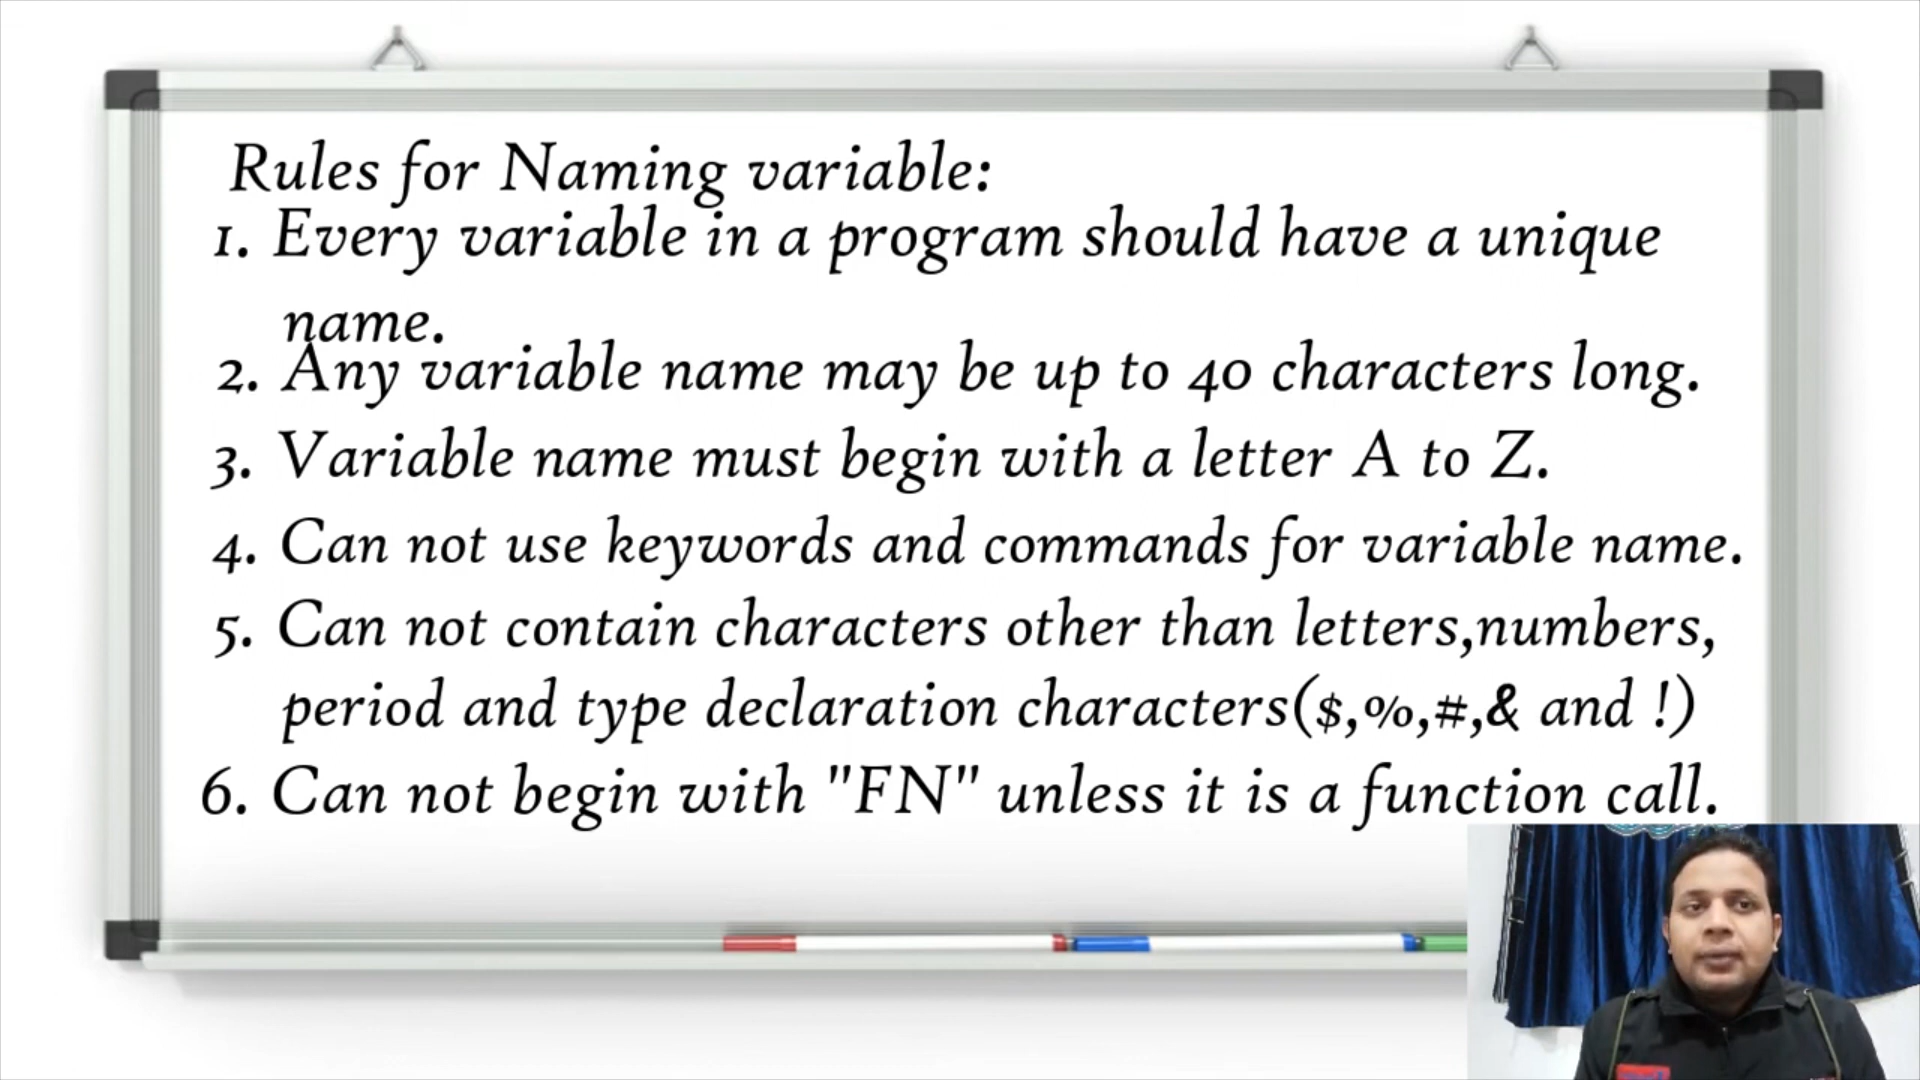 Rules for Naming variable:
1. Every variable in a program should have a unique
name.
2. Any variable name may be up to 40 characters long.
3. Variable name must begin with a letter A to Z.
4. Can not use keywords and commands for variable name.
5. Can not contain characters other than letters,numbers,
period and type declaration characters($,%,#,& and !)
6. Can not begin with "FN" unless it is a function call.